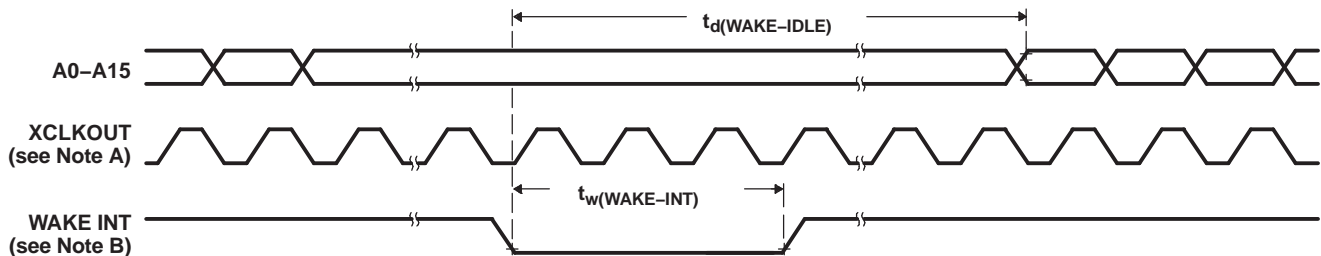 td(WAKE–IDLE)
A0–A15
XCLKOUT
(see Note A)
tw(WAKE–INT)
WAKE INT
(see Note B)